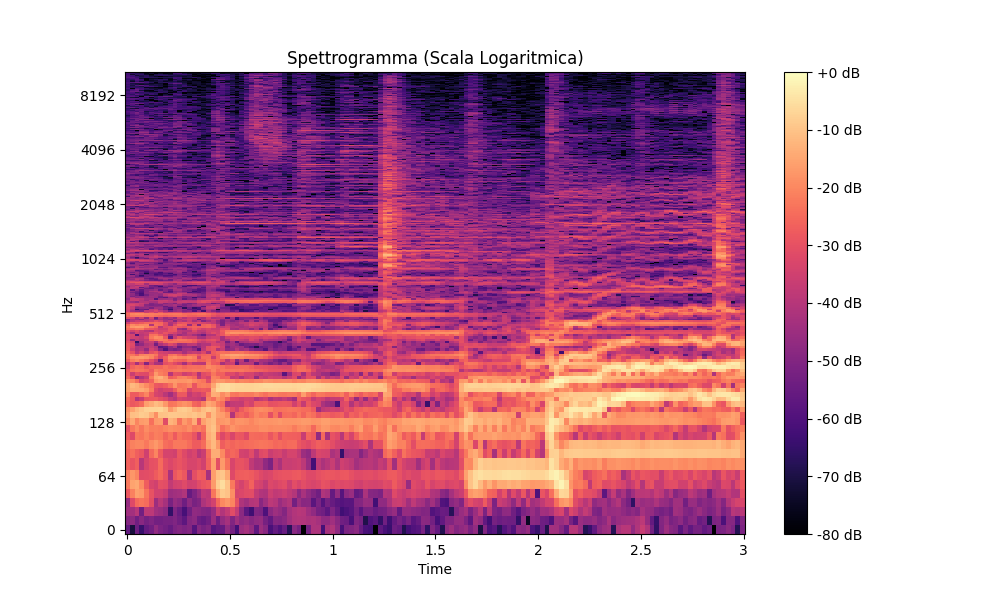 Spettrogramma (Scala Logaritmica)
Hz
8192
4096
2048
1024
512
256
128
64
0
0
0.5
1
1.5
2
2.5
3
Time
+0 dB
-10 dB
-20 dB
-30 dB
-40 dB
-50 dB
-60 dB
-70 dB
-80 dB